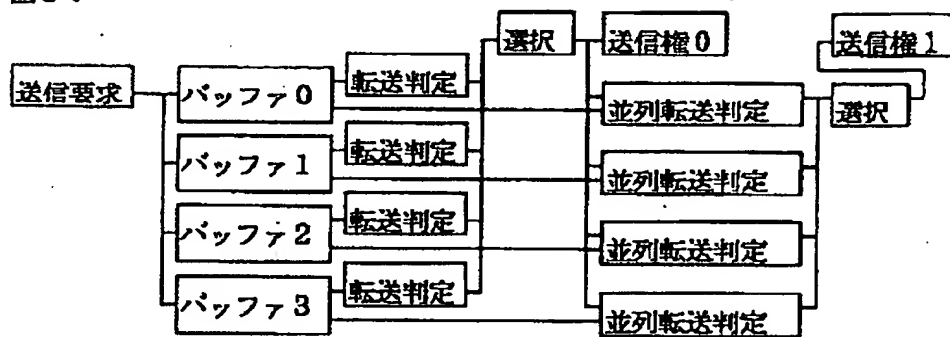 選択
送信権0
送信権1
送信要求
バッファ0
転送判定
並列転送判定
選択
バッファ1
転送判定
並列転送判定
バッファ2
転送判定
並列転送判定
バッファ3
転送判定
並列転送判定